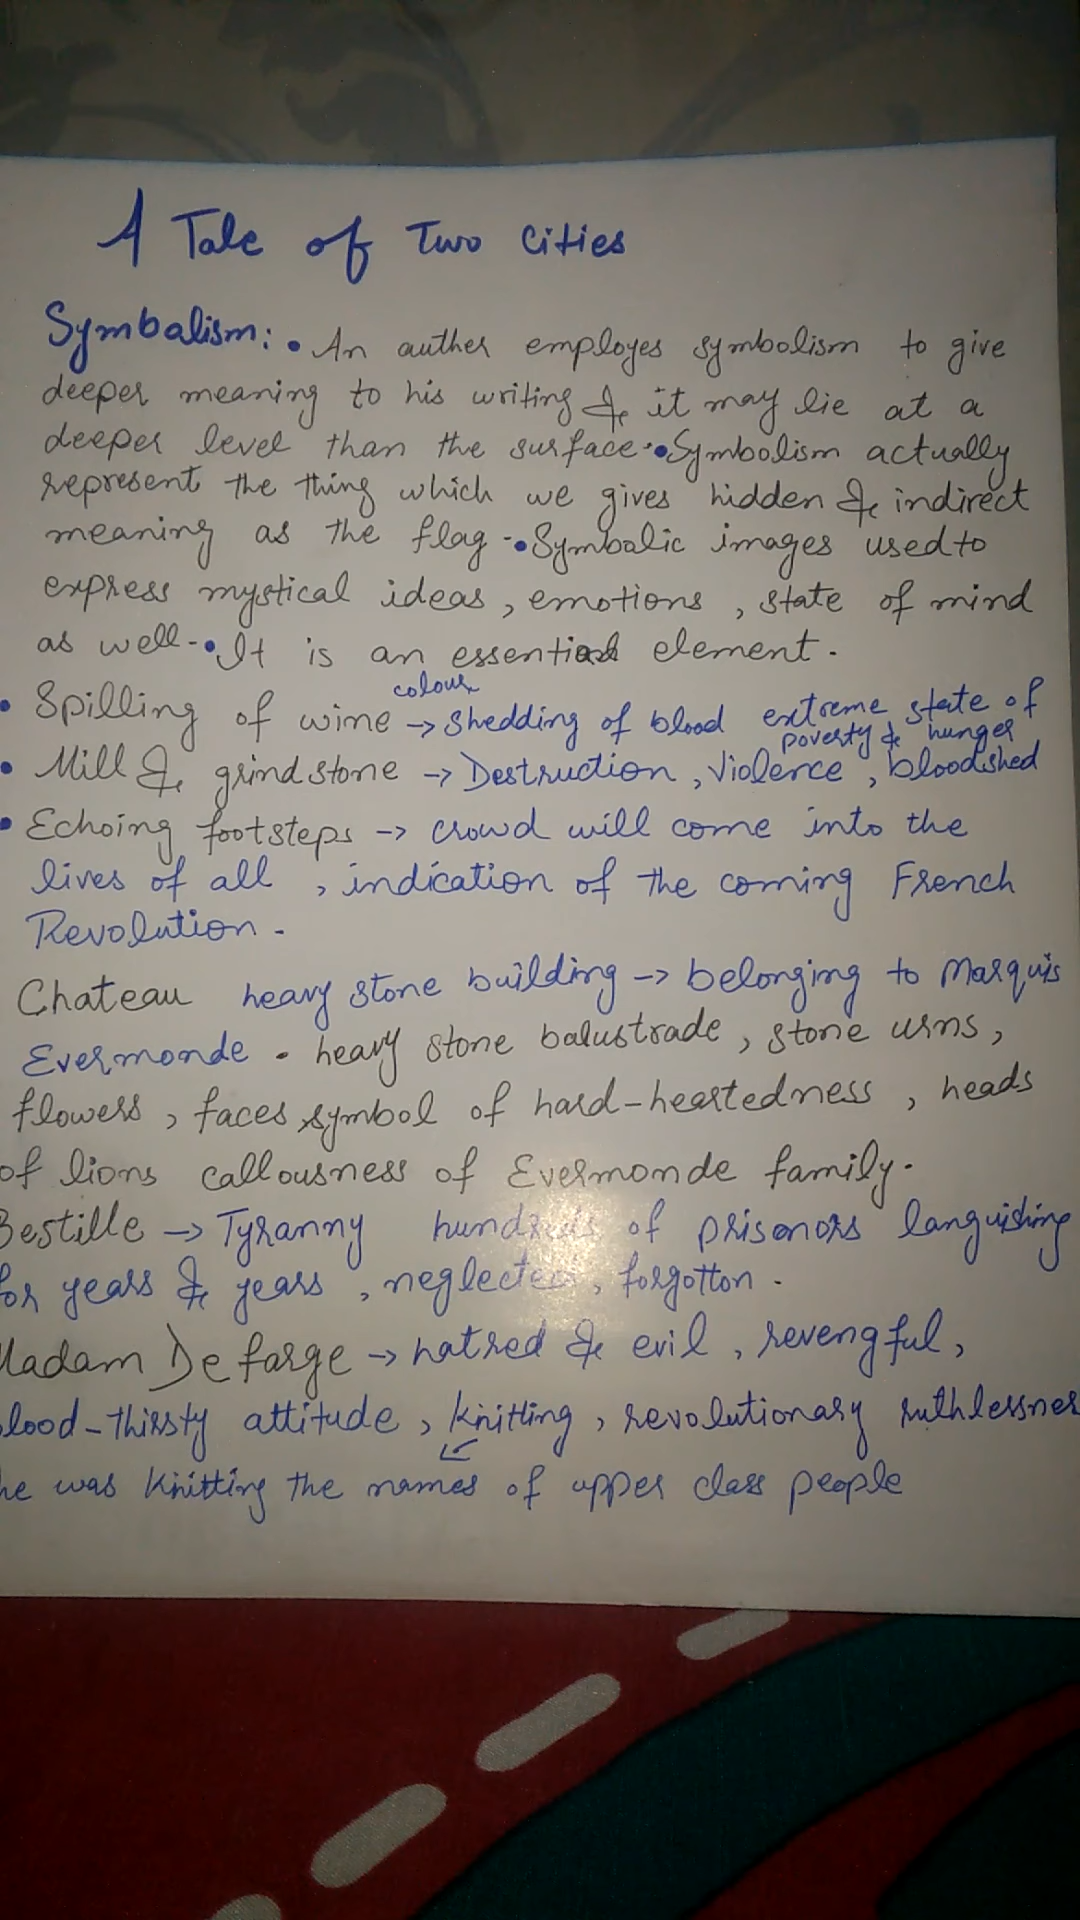 A Tale of Two Cities
Symbalism: • An auther employes symbolism to give
deeper meaning to his writing & it may lie at a
deeper level than the surface. • Symbolism actually
represent the thing which we gives hidden & indirect
meaning as the flag. • Symbalic images used to
express mystical ideas, emotions, state of mind
as well. • It is an essential element.
• Spilling of wine colour → Shedding of blood extreme state of
poverty & hunger
• Mill & grindstone → Destruction, Violence, bloodshed
• Echoing footsteps → crowd will come into the
lives of all, indication of the coming French
Revolution.
Chateau heavy stone building → belonging to Marquis
Evermonde. heavy stone balustrade, stone urns,
flowers, faces, symbol of hard-heartedness, heads
of lions callousness of Evermonde family.
Bestille → Tyranny hundreds of prisonors languishing
for years & years, neglected, forgotton.
Madam Defarge → hatred & evil, revengful,
blood-thirsty attitude, Knitting, revolutionary ruthlessnes
he was Knitting the names of upper class people